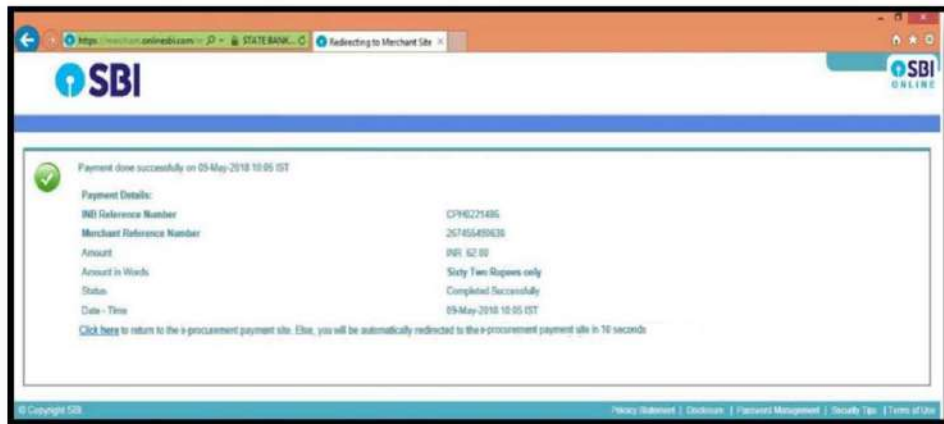 https://merchant.onlinesbi.com STATE BANK... Redirecting to Merchant Site
SBI
SBI
ONLINE
Payment done successfully on 09-May-2018 10:05 IST
Payment Details:
INB Reference Number CPH0221486
Merchant Reference Number
Amount INR 62.00
Amount in Words Sixty Two Rupees only
Status Completed Successfully
Date - Time 09-May-2018 10:05 IST
Click here to return to the e-procurement payment site. Else, you will be automatically redirected to the e-procurement payment site in 10 seconds
© Copyright SBI Privacy Statement | Disclosure | Password Management | Security Tips | Terms of Use